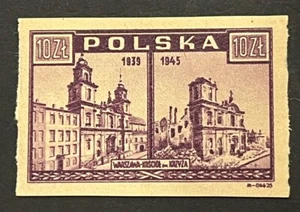 10 ZŁ POLSKA 10 ZŁ
1939 1945
WARSZAWA-KOŚCIÓŁ ŚW. KRZYŻA